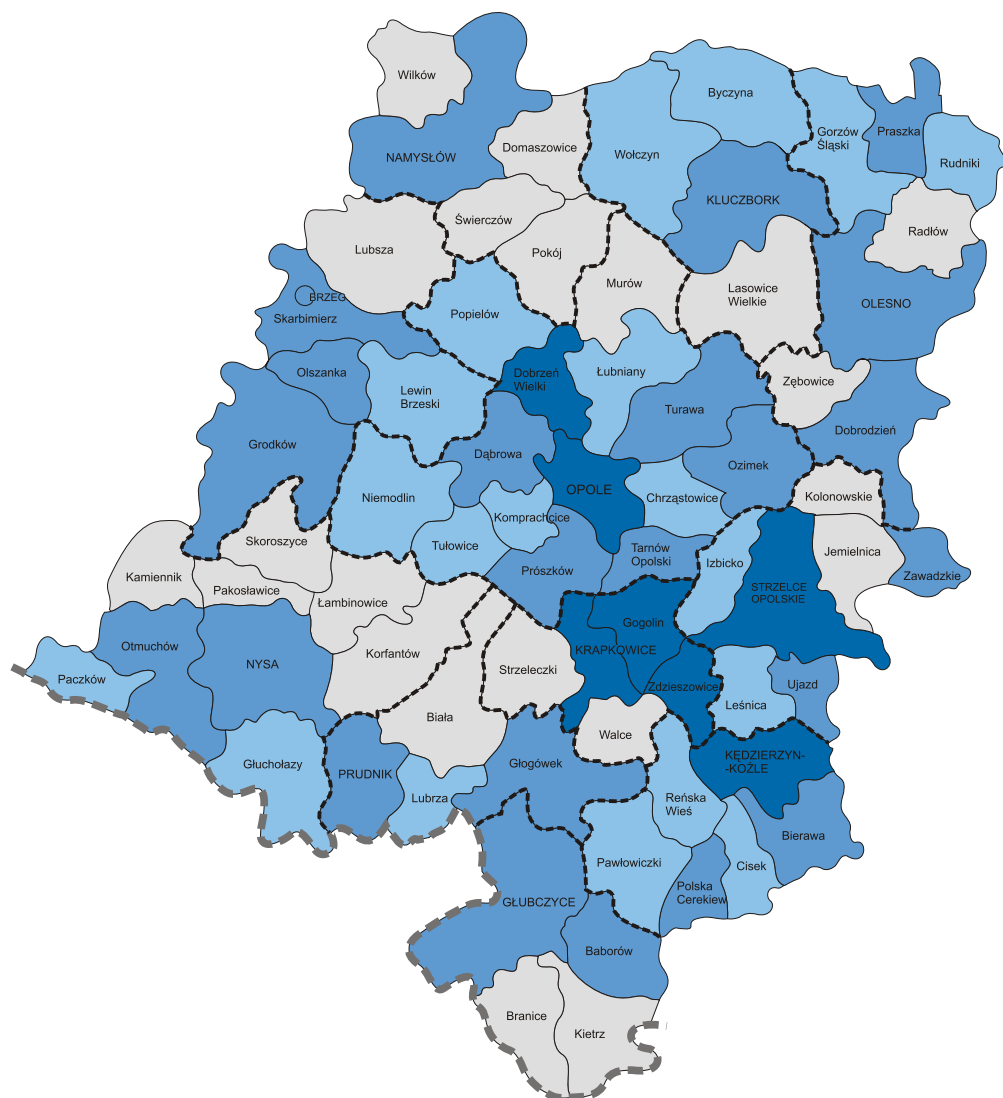 Wilków
Byczyna
Gorzów
Śląski
Praszka
Domaszowice
Wołczyn
NAMYSŁÓW
Rudniki
KLUCZBORK
Świerczów
Radłów
Lubsza
Pokój
Murów
Lasowice
Wielkie
BRZEG
OLESNO
Skarbimierz
Popielów
Olszanka
Dobrzeń
Wielki
Łubniany
Zębowice
Lewin
Brzeski
Turawa
Dobrodzień
Grodków
Dąbrowa
Ozimek
Niemodlin
OPOLE
Chrząstowice
Kolonowskie
Komprachcice
Skoroszyce
Tułowice
Tarnów
Opolski
Izbicko
Jemielnica
Kamiennik
Pakosławice
Prószków
STRZELCE
OPOLSKIE
Zawadzkie
Łambinowice
Gogolin
Otmuchów
NYSA
Korfantów
Strzeleczki
KRAPKOWICE
Paczków
Zdzieszowice
Ujazd
Leśnica
Biała
Walce
Głuchołazy
PRUDNIK
Głogówek
KĘDZIERZYN-
-KOŹLE
Lubrza
Reńska
Wieś
Bierawa
Pawłowiczki
Cisek
Polska
Cerekiew
GŁUBCZYCE
Baborów
Branice
Kietrz